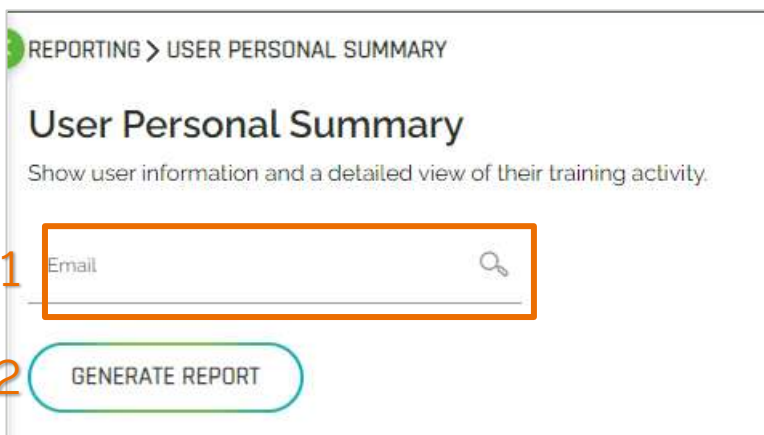 REPORTING > USER PERSONAL SUMMARY
User Personal Summary
Show user information and a detailed view of their training activity.
1 Email
2 GENERATE REPORT